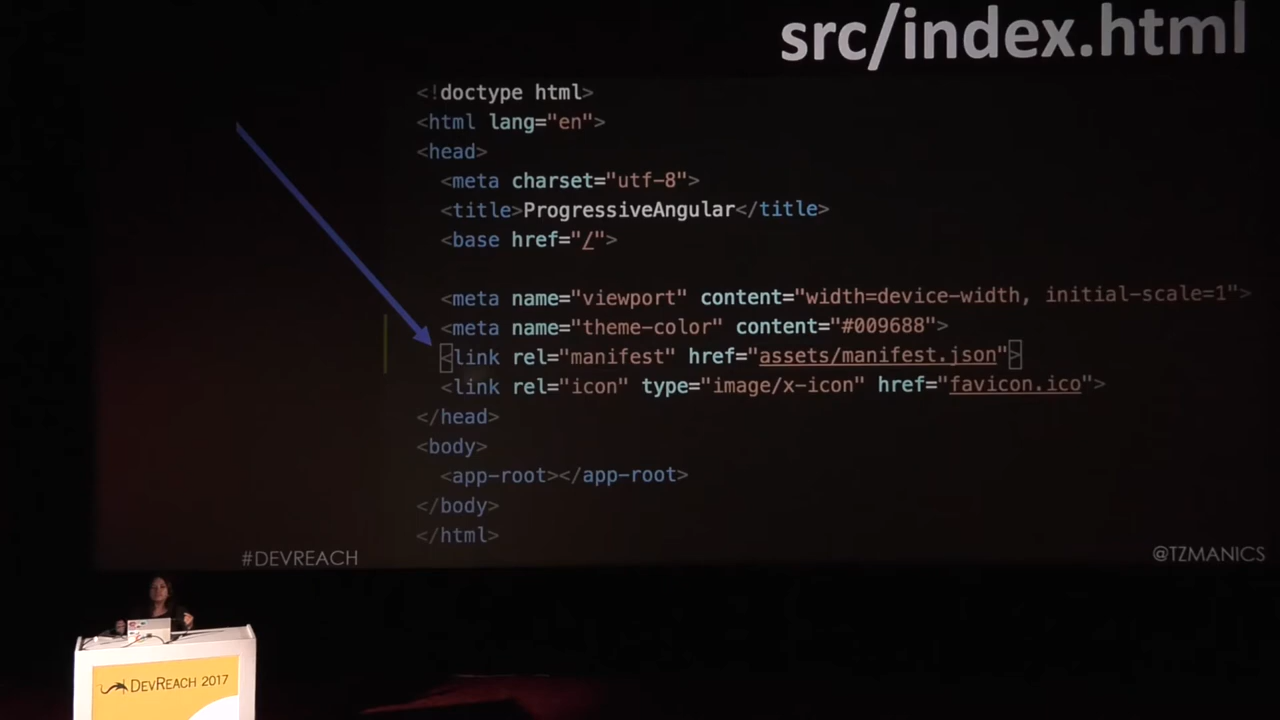 src/index.html
<!doctype html>
<html lang="en">
<head>
<meta charset="utf-8">
<title>ProgressiveAngular</title>
<base href="/">
<meta name="viewport" content="width=device-width, initial-scale=1">
<meta name="theme-color" content="#009688">
<link rel="manifest" href="assets/manifest.json">
<link rel="icon" type="image/x-icon" href="favicon.ico">
</head>
<body>
<app-root></app-root>
</body>
</html>
#DEVREACH
@TZMANICS
DEVREACH 2017